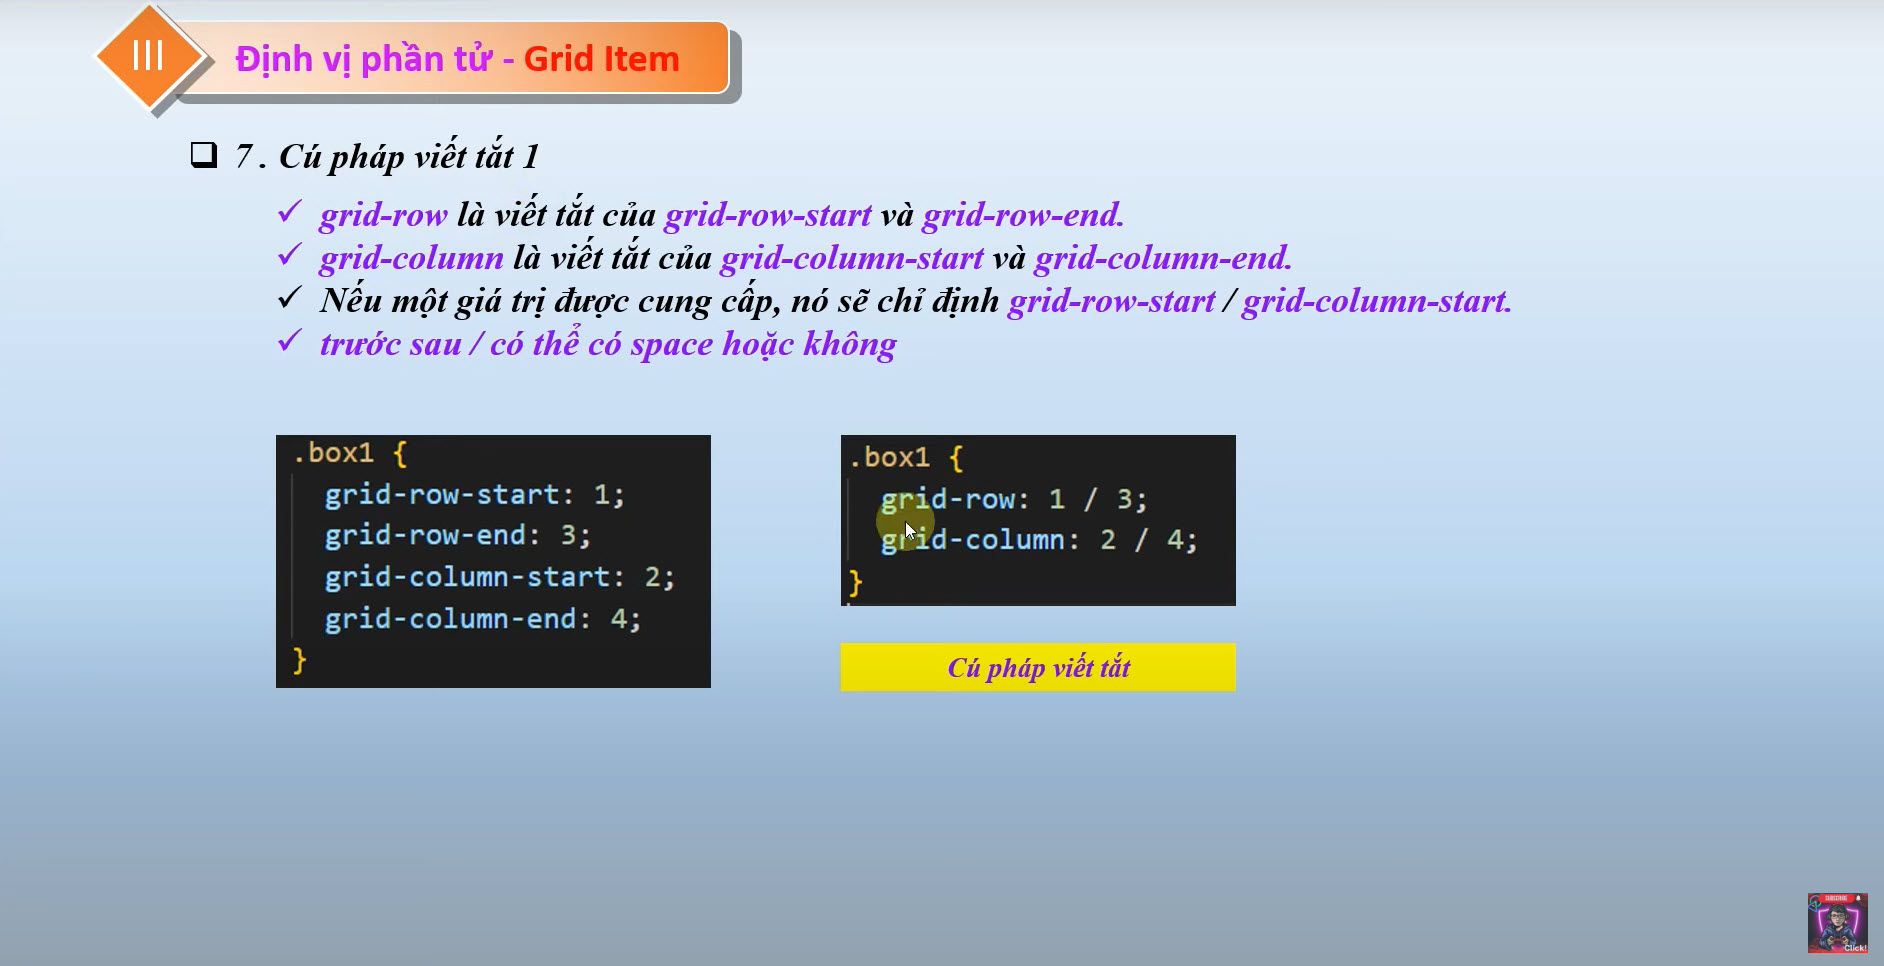 III
Định vị phần tử - Grid Item
7 . Cú pháp viết tắt 1
grid-row là viết tắt của grid-row-start và grid-row-end.
grid-column là viết tắt của grid-column-start và grid-column-end.
Nếu một giá trị được cung cấp, nó sẽ chỉ định grid-row-start / grid-column-start.
trước sau / có thể có space hoặc không
.box1 {
grid-row-start: 1;
grid-row-end: 3;
grid-column-start: 2;
grid-column-end: 4;
}
.box1 {
grid-row: 1 / 3;
grid-column: 2 / 4;
}
Cú pháp viết tắt
SUBSCRIBE
Click!